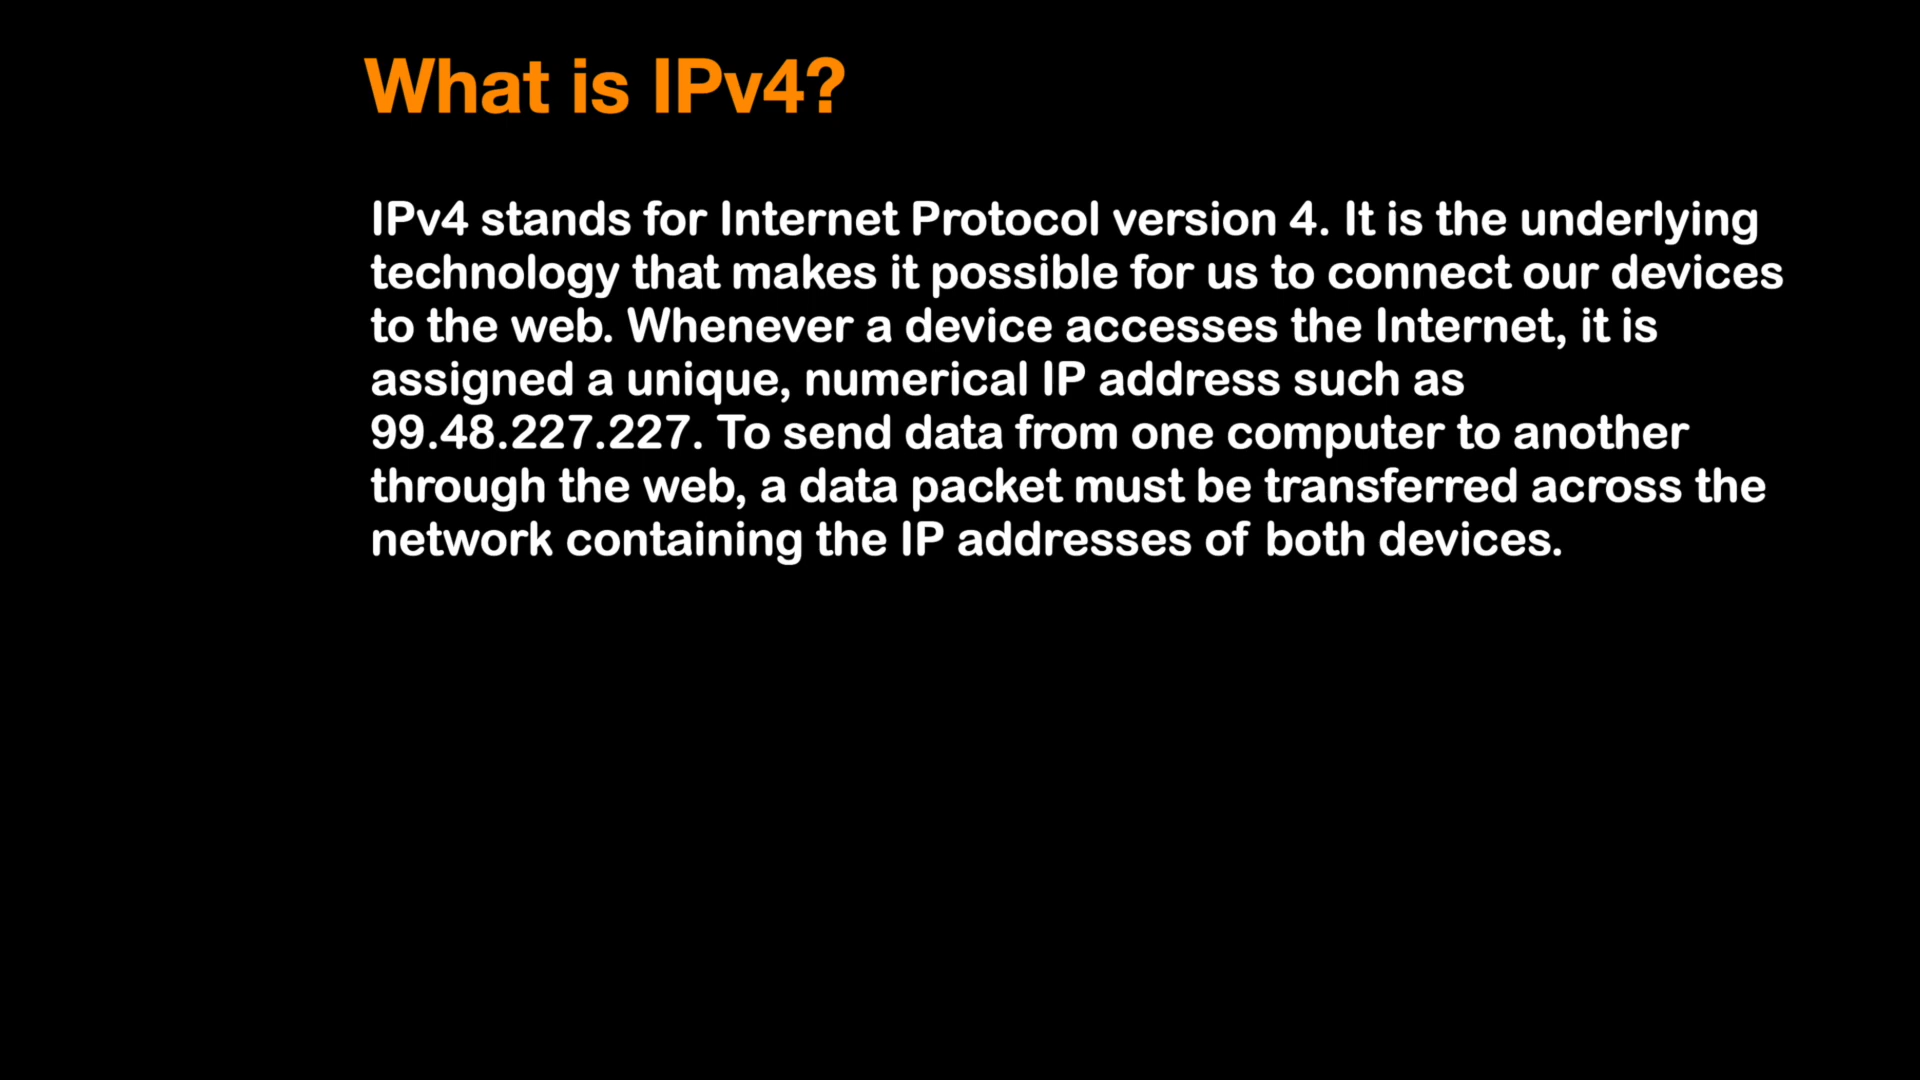 What is IPv4?
IPv4 stands for Internet Protocol version 4. It is the underlying
technology that makes it possible for us to connect our devices
to the web. Whenever a device accesses the Internet, it is
assigned a unique, numerical IP address such as
99.48.227.227. To send data from one computer to another
through the web, a data packet must be transferred across the
network containing the IP addresses of both devices.